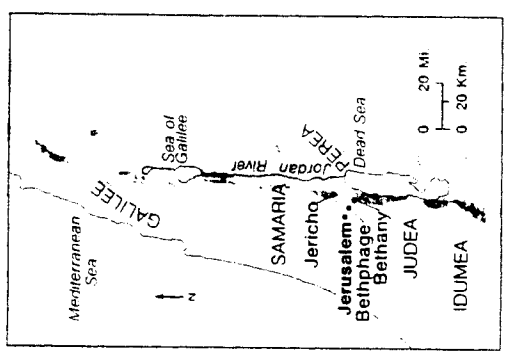 Mediterranean
Sea
GALILEE
Sea of
Galilee
Jordan River
SAMARIA
PEREA
Jericho
Dead Sea
Jerusalem
Bethphage
Bethany
JUDEA
IDUMEA
N
0 20 Mi
0 20 Km